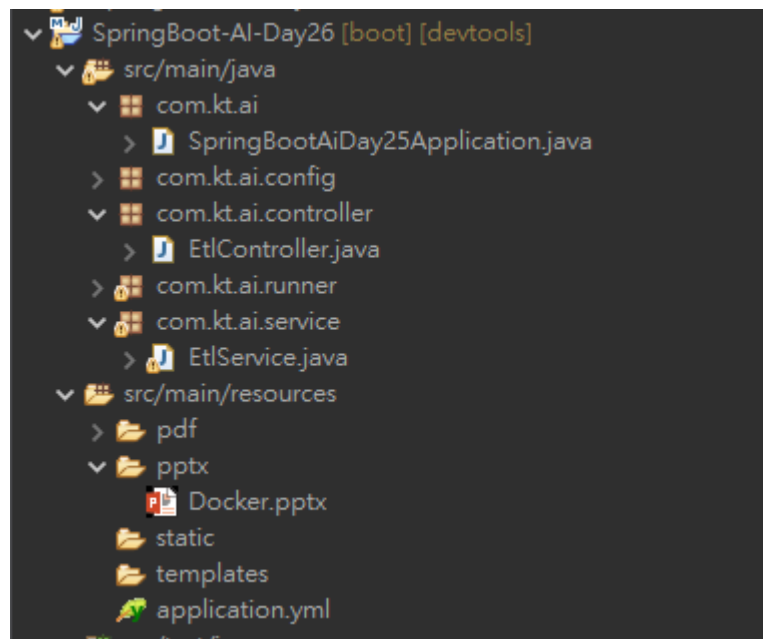 SpringBoot-AI-Day26 [boot] [devtools]
src/main/java
com.kt.ai
SpringBootAiDay25Application.java
com.kt.ai.config
com.kt.ai.controller
EtlController.java
com.kt.ai.runner
com.kt.ai.service
EtlService.java
src/main/resources
pdf
pptx
Docker.pptx
static
templates
application.yml